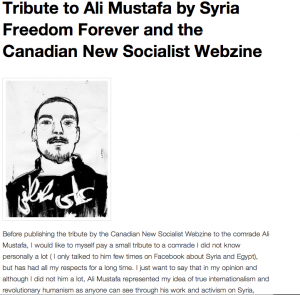 Tribute to Ali Mustafa by Syria
Freedom Forever and the
Canadian New Socialist Webzine
Before publishing the tribute by the Canadian New Socialist Webzine to the comrade Ali
Mustafa, I would like to myself pay a small tribute to a comrade I did not know
personally a lot ( I only talked to him few times on Facebook about Syria and Egypt),
but has had all my respects for a long time. I just want to say that in my opinion and
although I did not him a lot, Ali Mustafa represented my idea of true internationalism and
revolutionary humanism as anyone can see through his work and activism on Syria,